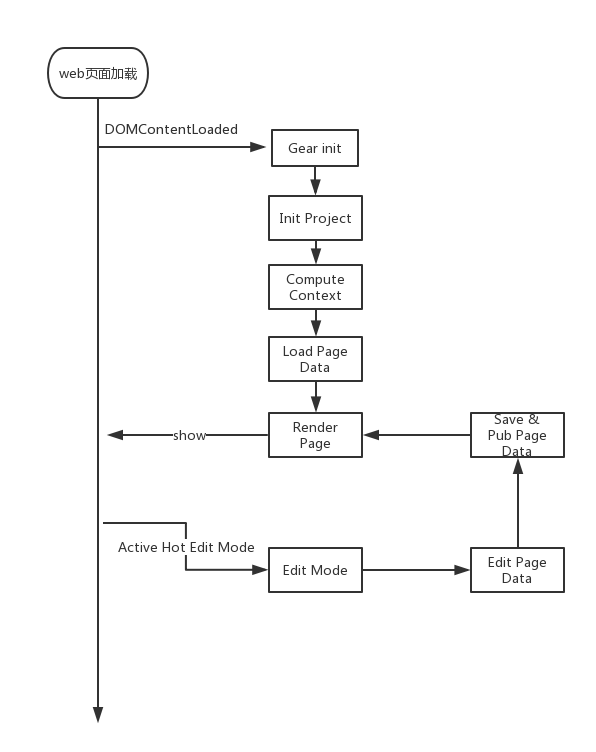 web页面加载
DOMContentLoaded
Gear init
Init Project
Compute
Context
Load Page
Data
Render
Page
show
Save &
Pub Page
Data
Active Hot Edit Mode
Edit Mode
Edit Page
Data